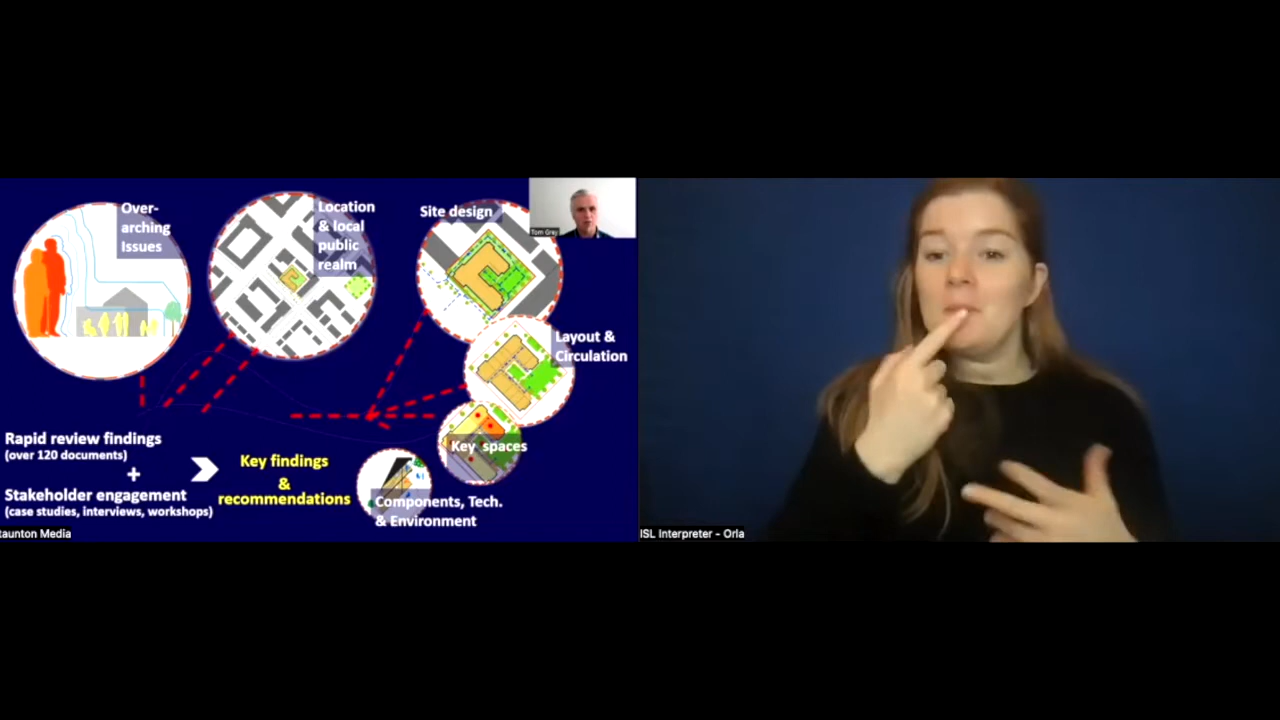 Over-
arching
Issues
Location
& local
public
realm
Site design
Tom Grey
Layout &
Circulation
Key spaces
Components, Tech.
& Environment
Rapid review findings
(over 120 documents)
+
Stakeholder engagement
(case studies, interviews, workshops)
Key findings
&
recommendations
taunton Media
ISL Interpreter - Orla